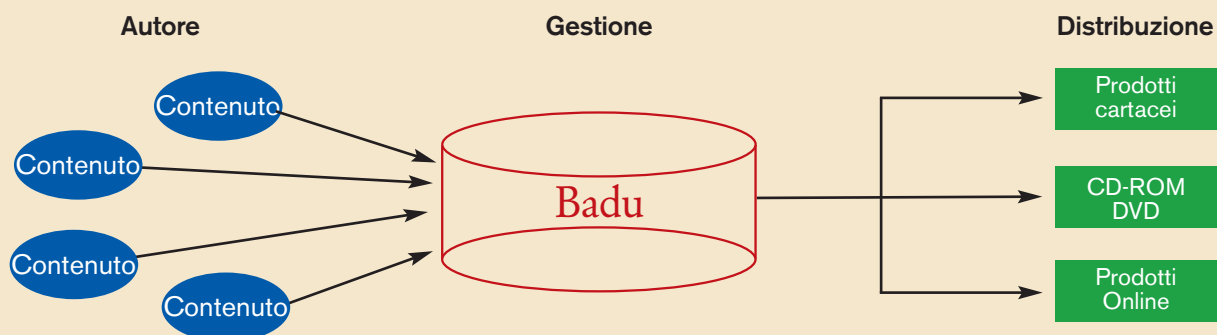 Autore
Gestione
Distribuzione
Contenuto
Contenuto
Contenuto
Contenuto
Badu
Prodotti
cartacei
CD-ROM
DVD
Prodotti
Online